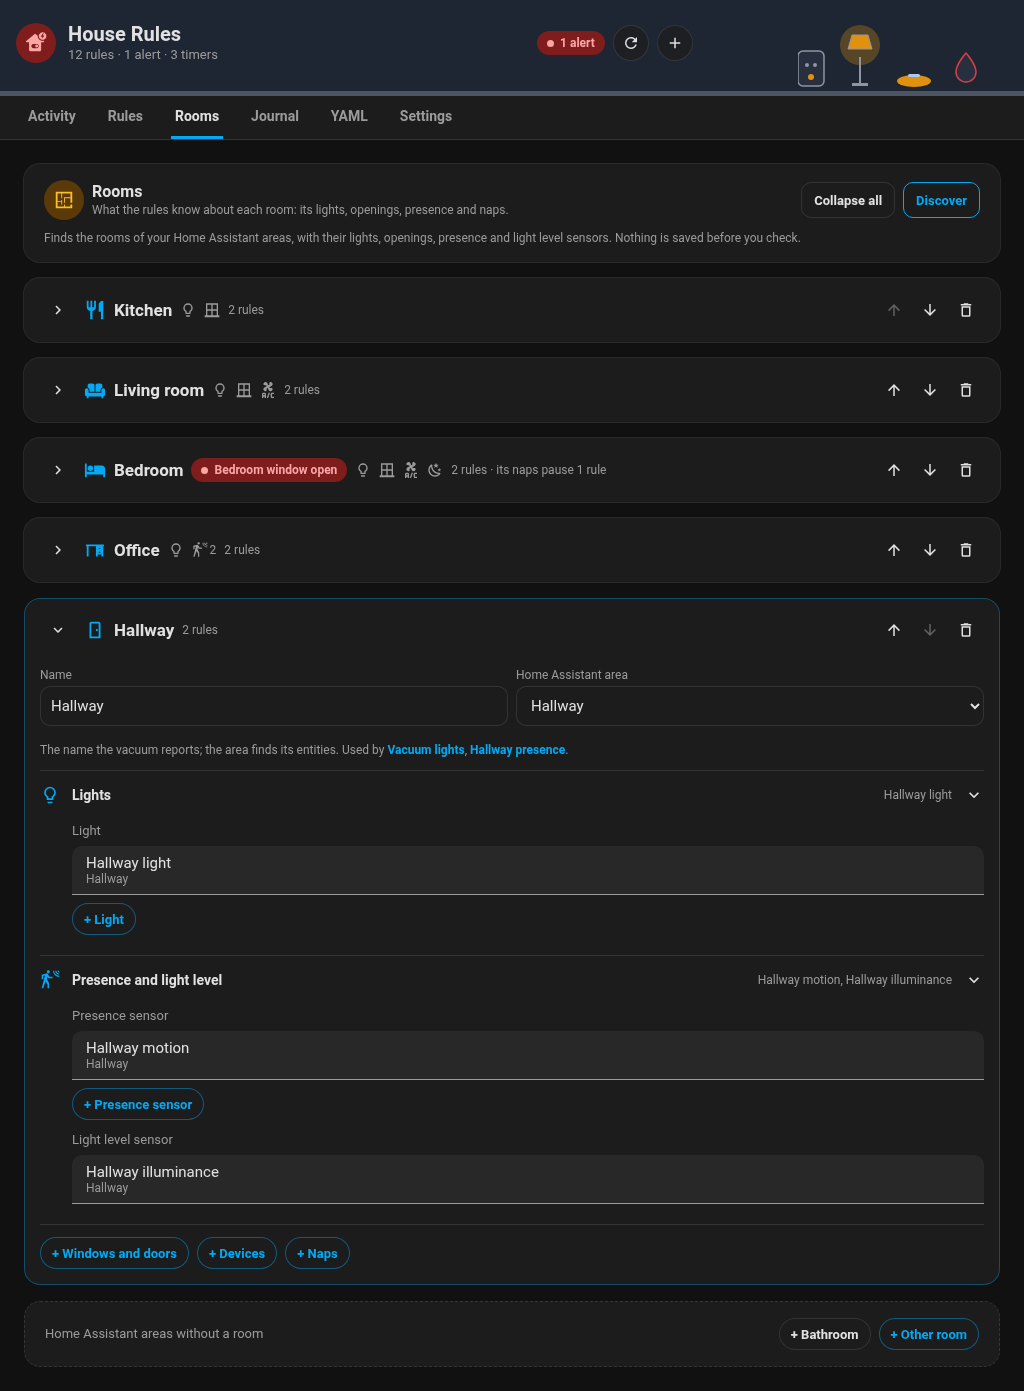 House Rules
12 rules · 1 alert · 3 timers
1 alert
Activity
Rules
Rooms
Journal
YAML
Settings
Rooms
What the rules know about each room: its lights, openings, presence and naps.
Collapse all
Discover
Finds the rooms of your Home Assistant areas, with their lights, openings, presence and light level sensors. Nothing is saved before you check.
Kitchen
2 rules
Living room
A/C
2 rules
Bedroom
Bedroom window open
A/C
2 rules · its naps pause 1 rule
Office
2
2 rules
Hallway
2 rules
Name
Home Assistant area
Hallway
Hallway
The name the vacuum reports; the area finds its entities. Used by Vacuum lights, Hallway presence.
Lights
Hallway light
Light
Hallway light
Hallway
+ Light
Presence and light level
Hallway motion, Hallway illuminance
Presence sensor
Hallway motion
Hallway
+ Presence sensor
Light level sensor
Hallway illuminance
Hallway
+ Windows and doors
+ Devices
+ Naps
Home Assistant areas without a room
+ Bathroom
+ Other room